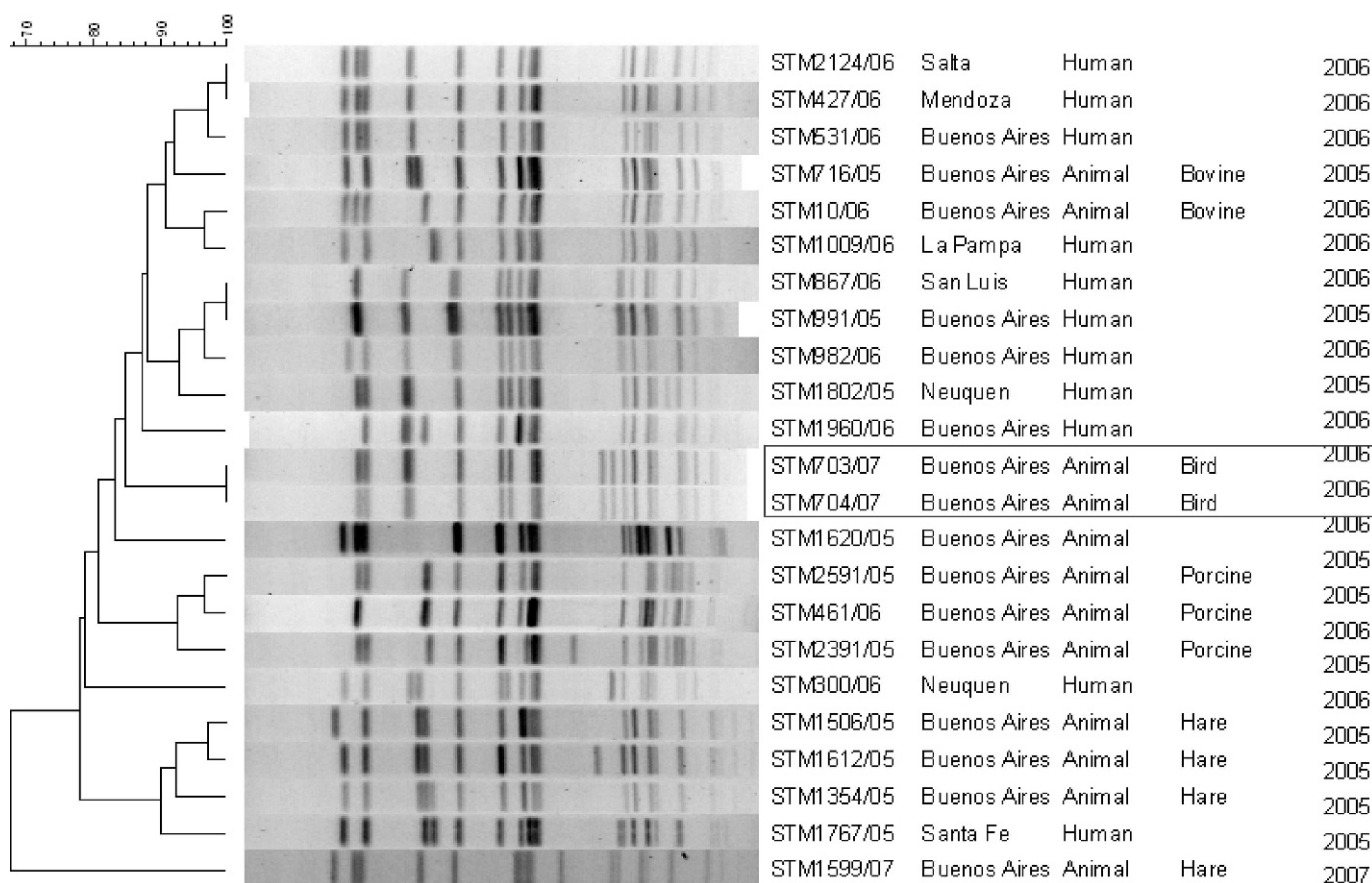 70 80 90 100
STM2124/06 Salta Human 2006
STM427/06 Mendoza Human 2006
STM531/06 Buenos Aires Human 2006
STM716/05 Buenos Aires Animal Bovine 2005
STM10/06 Buenos Aires Animal Bovine 2006
STM1009/06 La Pampa Human 2006
STM867/06 San Luis Human 2006
STM991/05 Buenos Aires Human 2005
STM982/06 Buenos Aires Human 2006
STM1802/05 Neuquen Human 2005
STM1960/06 Buenos Aires Human 2006
STM703/07 Buenos Aires Animal Bird 2006
STM704/07 Buenos Aires Animal Bird 2006
2006
STM1620/05 Buenos Aires Animal 2005
STM2591/05 Buenos Aires Animal Porcine 2005
STM461/06 Buenos Aires Animal Porcine 2006
STM2391/05 Buenos Aires Animal Porcine 2005
STM300/06 Neuquen Human 2006
STM1506/05 Buenos Aires Animal Hare 2005
STM1612/05 Buenos Aires Animal Hare 2005
STM1354/05 Buenos Aires Animal Hare 2005
STM1767/05 Santa Fe Human 2005
STM1599/07 Buenos Aires Animal Hare 2007